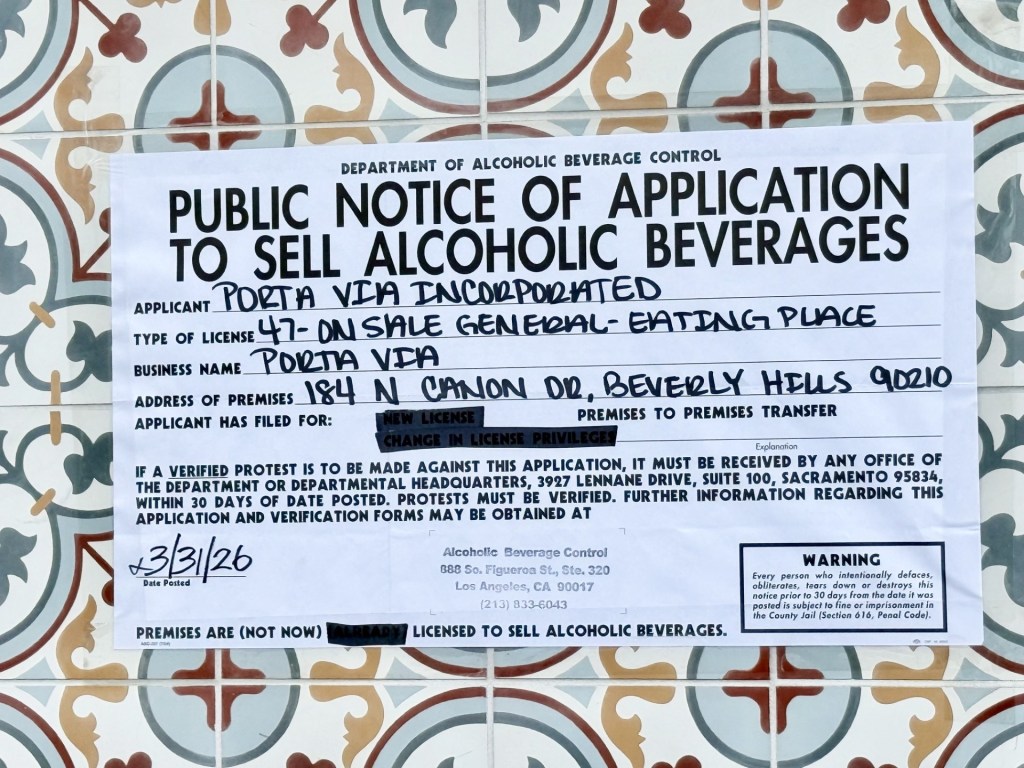 DEPARTMENT OF ALCOHOLIC BEVERAGE CONTROL
PUBLIC NOTICE OF APPLICATION
TO SELL ALCOHOLIC BEVERAGES
APPLICANT PORTA VIA INCORPORATED
TYPE OF LICENSE 47-ON SALE GENERAL-EATING PLACE
BUSINESS NAME PORTA VIA
ADDRESS OF PREMISES 184 N CANON DR, BEVERLY HILLS 90210
APPLICANT HAS FILED FOR: NEW LICENSE PREMISES TO PREMISES TRANSFER
CHANGE IN LICENSE PRIVILEGES
Explanation
IF A VERIFIED PROTEST IS TO BE MADE AGAINST THIS APPLICATION, IT MUST BE RECEIVED BY ANY OFFICE OF
THE DEPARTMENT OR DEPARTMENTAL HEADQUARTERS, 3927 LENNANE DRIVE, SUITE 100, SACRAMENTO 95834,
WITHIN 30 DAYS OF DATE POSTED. PROTESTS MUST BE VERIFIED. FURTHER INFORMATION REGARDING THIS
APPLICATION AND VERIFICATION FORMS MAY BE OBTAINED AT
3/31/26
Date Posted
Alcoholic Beverage Control
888 So. Figueroa St., Ste. 320
Los Angeles, CA 90017
(213) 833-6043
WARNING
Every person who intentionally defaces,
obliterates, tears down or destroys this
notice prior to 30 days from the date it was
posted is subject to fine or imprisonment in
the County Jail (Section 616, Penal Code).
PREMISES ARE (NOT NOW) ALREADY LICENSED TO SELL ALCOHOLIC BEVERAGES.